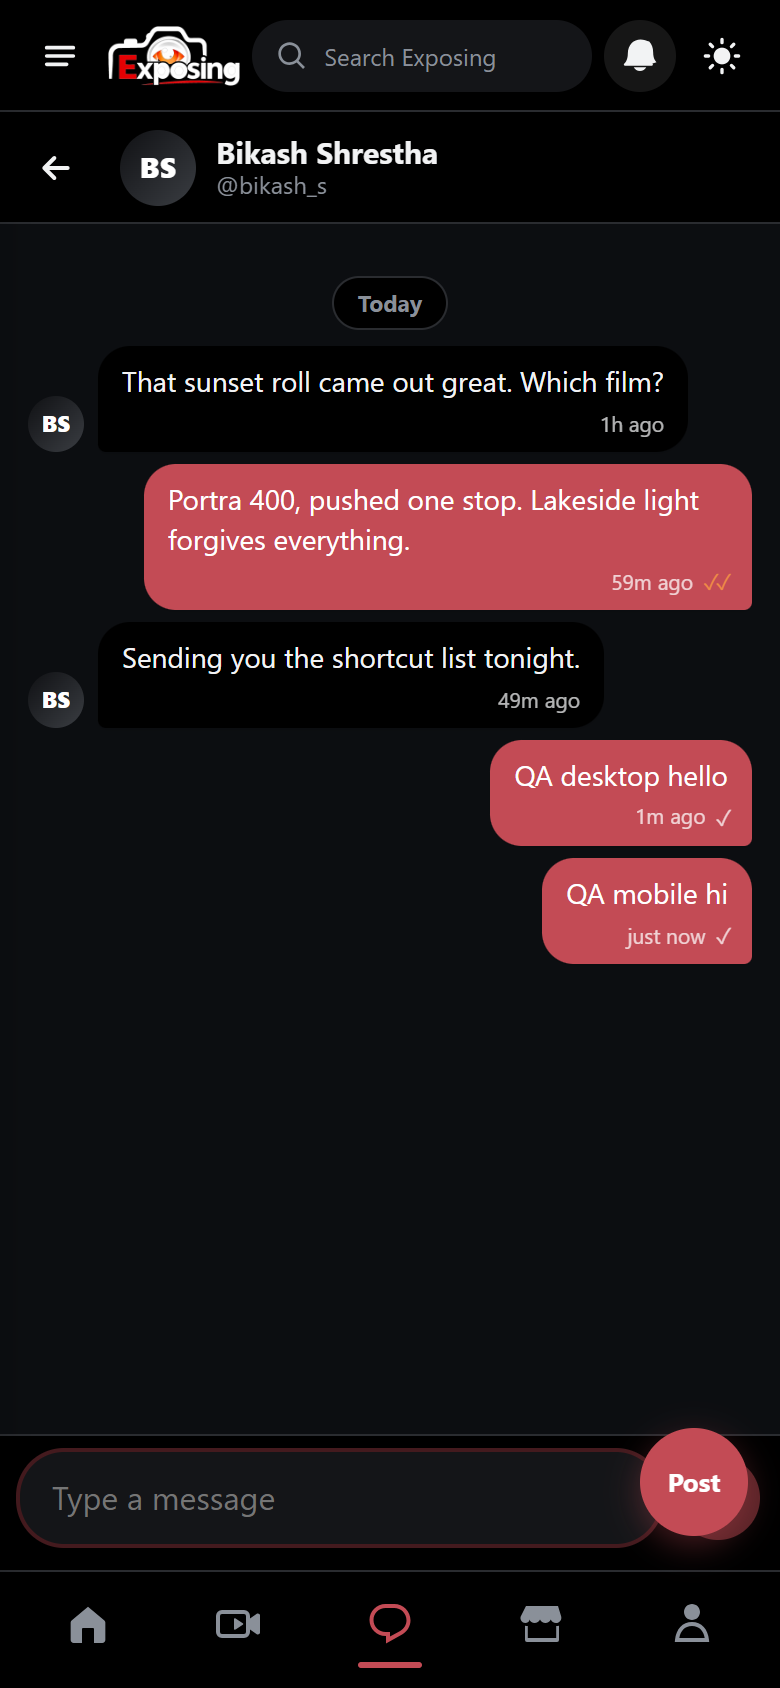 Exposing
Search Exposing
BS
Bikash Shrestha
@bikash_s
Today
That sunset roll came out great. Which film?
1h ago
BS
Portra 400, pushed one stop. Lakeside light
forgives everything.
59m ago ✓✓
Sending you the shortcut list tonight.
49m ago
BS
QA desktop hello
1m ago ✓
QA mobile hi
just now ✓
Type a message
Post